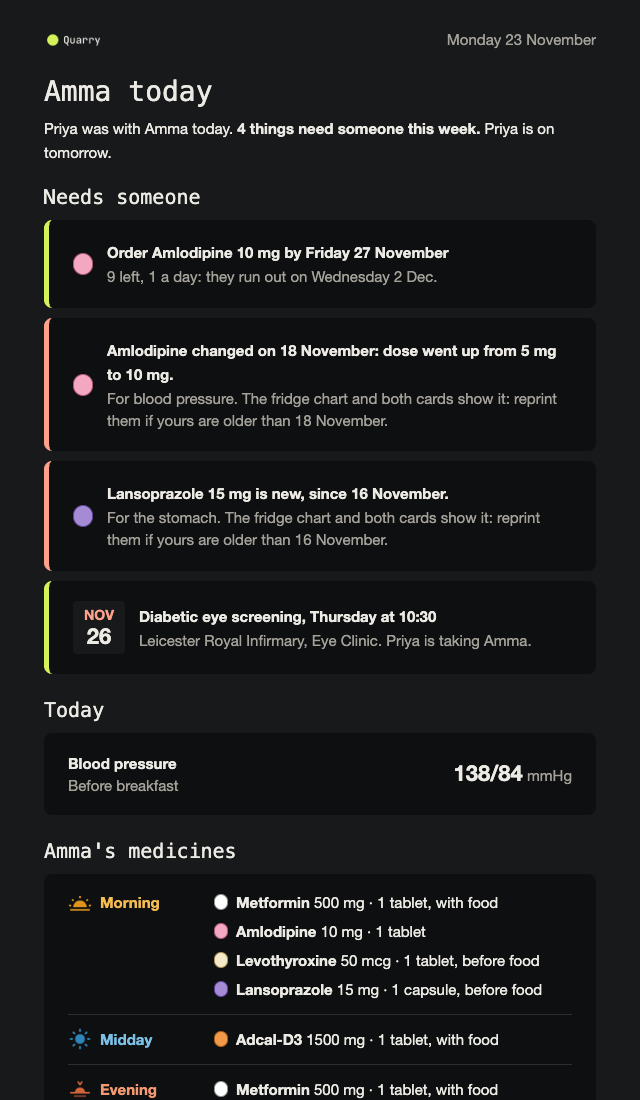 Quarry
Monday 23 November
Amma today
Priya was with Amma today. 4 things need someone this week. Priya is on
tomorrow.
Needs someone
Order Amlodipine 10 mg by Friday 27 November
9 left, 1 a day: they run out on Wednesday 2 Dec.
Amlodipine changed on 18 November: dose went up from 5 mg
to 10 mg.
For blood pressure. The fridge chart and both cards show it: reprint
them if yours are older than 18 November.
Lansoprazole 15 mg is new, since 16 November.
For the stomach. The fridge chart and both cards show it: reprint
them if yours are older than 16 November.
NOV
26
Diabetic eye screening, Thursday at 10:30
Leicester Royal Infirmary, Eye Clinic. Priya is taking Amma.
Today
Blood pressure
Before breakfast
138/84 mmHg
Amma's medicines
Morning
Metformin 500 mg · 1 tablet, with food
Amlodipine 10 mg · 1 tablet
Levothyroxine 50 mcg · 1 tablet, before food
Lansoprazole 15 mg · 1 capsule, before food
Midday
Adcal-D3 1500 mg · 1 tablet, with food
Evening
Metformin 500 mg · 1 tablet, with food